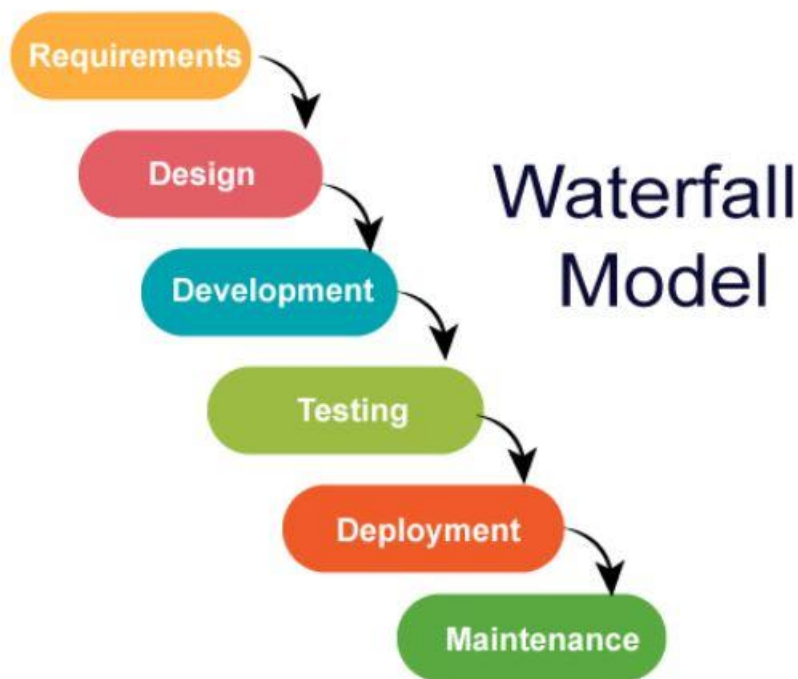 Requirements
Design
Waterfall
Model
Development
Testing
Deployment
Maintenance